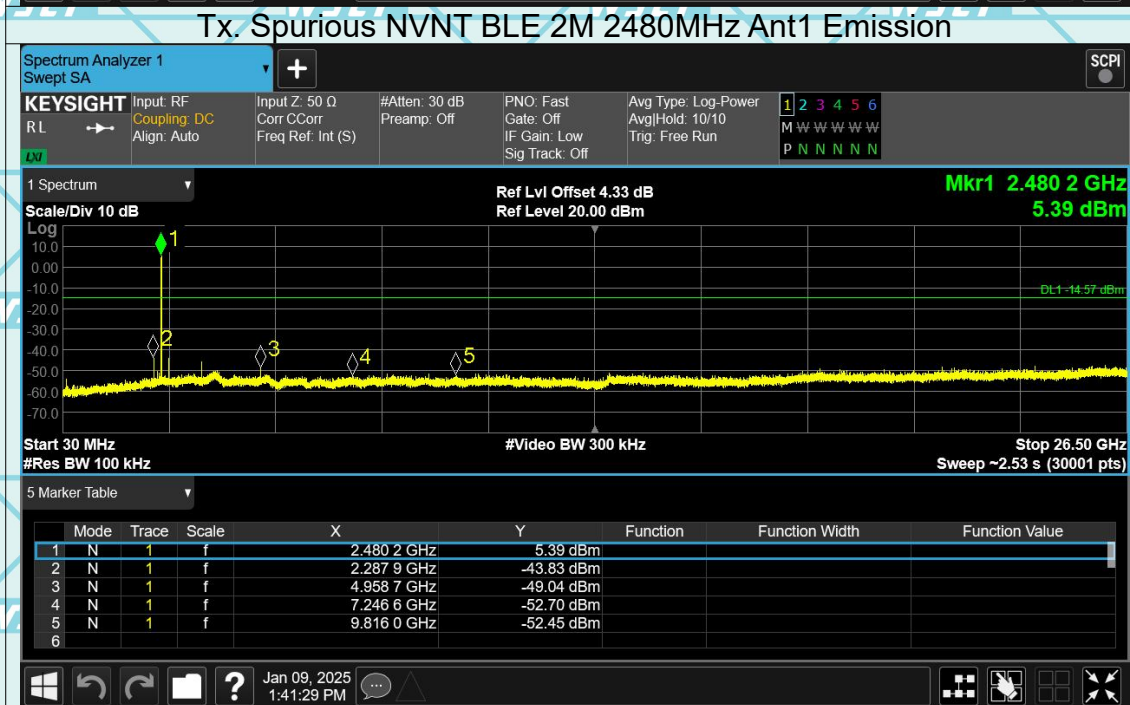 Tx. Spurious NVNT BLE 2M 2480MHz Ant1 Emission
Spectrum Analyzer 1
Swept SA
+
SCPI
KEYSIGHT
R L
LXI
Input: RF
Coupling: DC
Align: Auto
Input Z: 50 Ω
Corr CCorr
Freq Ref: Int (S)
#Atten: 30 dB
Preamp: Off
PNO: Fast
Gate: Off
IF Gain: Low
Sig Track: Off
Avg Type: Log-Power
Avg|Hold: 10/10
Trig: Free Run
1 2 3 4 5 6
M W W W W W
P N N N N N
1 Spectrum
Scale/Div 10 dB
Ref Lvl Offset 4.33 dB
Ref Level 20.00 dBm
Mkr1 2.480 2 GHz
5.39 dBm
Log
10.0
0.00
-10.0
-20.0
-30.0
-40.0
-50.0
-60.0
-70.0
1
2
3
4
5
DL1 -14.57 dBm
Start 30 MHz
#Res BW 100 kHz
#Video BW 300 kHz
Stop 26.50 GHz
Sweep ~2.53 s (30001 pts)
5 Marker Table
Mode Trace Scale X Y Function Function Width Function Value
1 N 1 f 2.480 2 GHz 5.39 dBm
2 N 1 f 2.287 9 GHz -43.83 dBm
3 N 1 f 4.958 7 GHz -49.04 dBm
4 N 1 f 7.246 6 GHz -52.70 dBm
5 N 1 f 9.816 0 GHz -52.45 dBm
6
?
Jan 09, 2025
1:41:29 PM